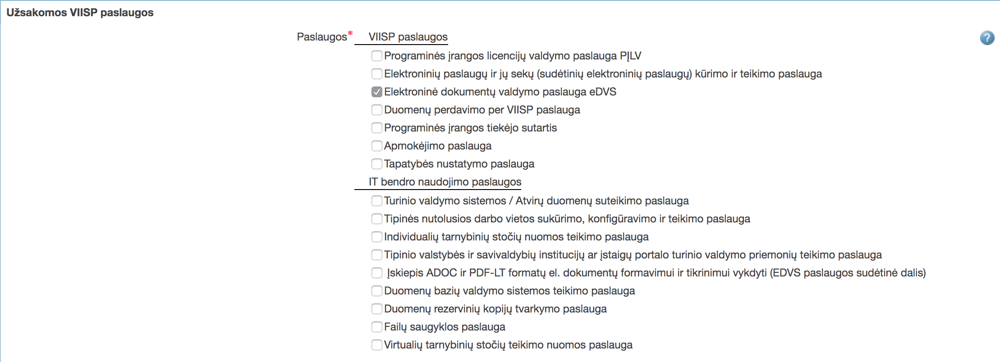 Užsakomos VIISP paslaugos
Paslaugos* VIISP paslaugos
Programinės įrangos licencijų valdymo paslauga PĮLV
Elektroninių paslaugų ir jų sekų (sudėtinių elektroninių paslaugų) kūrimo ir teikimo paslauga
Elektroninė dokumentų valdymo paslauga eDVS
Duomenų perdavimo per VIISP paslauga
Programinės įrangos tiekėjo sutartis
Apmokėjimo paslauga
Tapatybės nustatymo paslauga
IT bendro naudojimo paslaugos
Turinio valdymo sistemos / Atvirų duomenų suteikimo paslauga
Tipinės nutolusios darbo vietos sukūrimo, konfigūravimo ir teikimo paslauga
Individualių tarnybinių stočių nuomos teikimo paslauga
Tipinio valstybės ir savivaldybių institucijų ar įstaigų portalo turinio valdymo priemonių teikimo paslauga
Įskiepis ADOC ir PDF-LT formatų el. dokumentų formavimui ir tikrinimui vykdyti (EDVS paslaugos sudėtinė dalis)
Duomenų bazių valdymo sistemos teikimo paslauga
Duomenų rezervinių kopijų tvarkymo paslauga
Failų saugyklos paslauga
Virtualių tarnybinių stočių teikimo nuomos paslauga